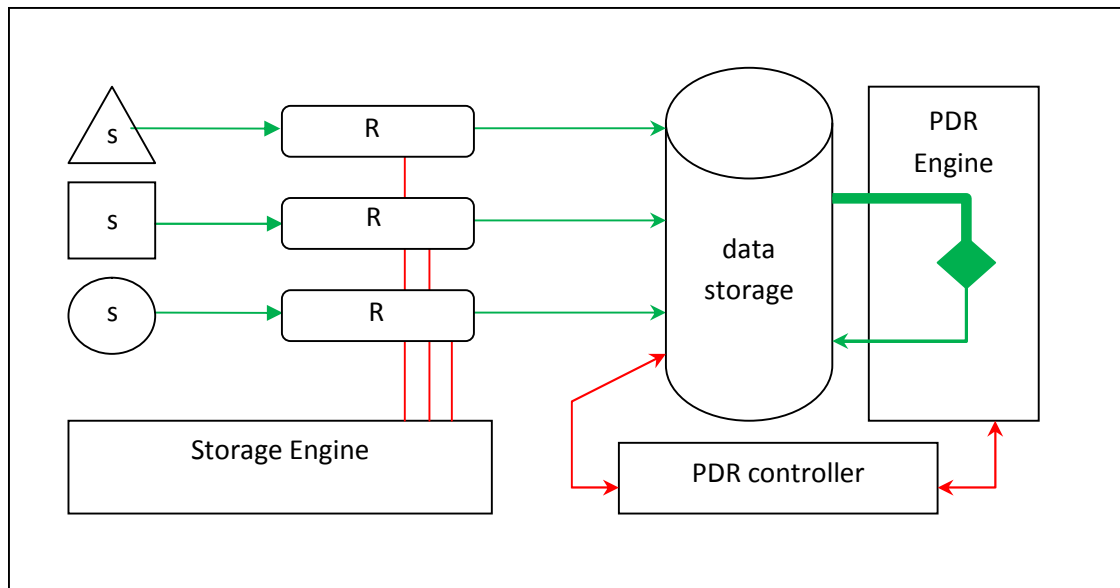 s
R
s
R
s
R
data
storage
PDR
Engine
Storage Engine
PDR controller